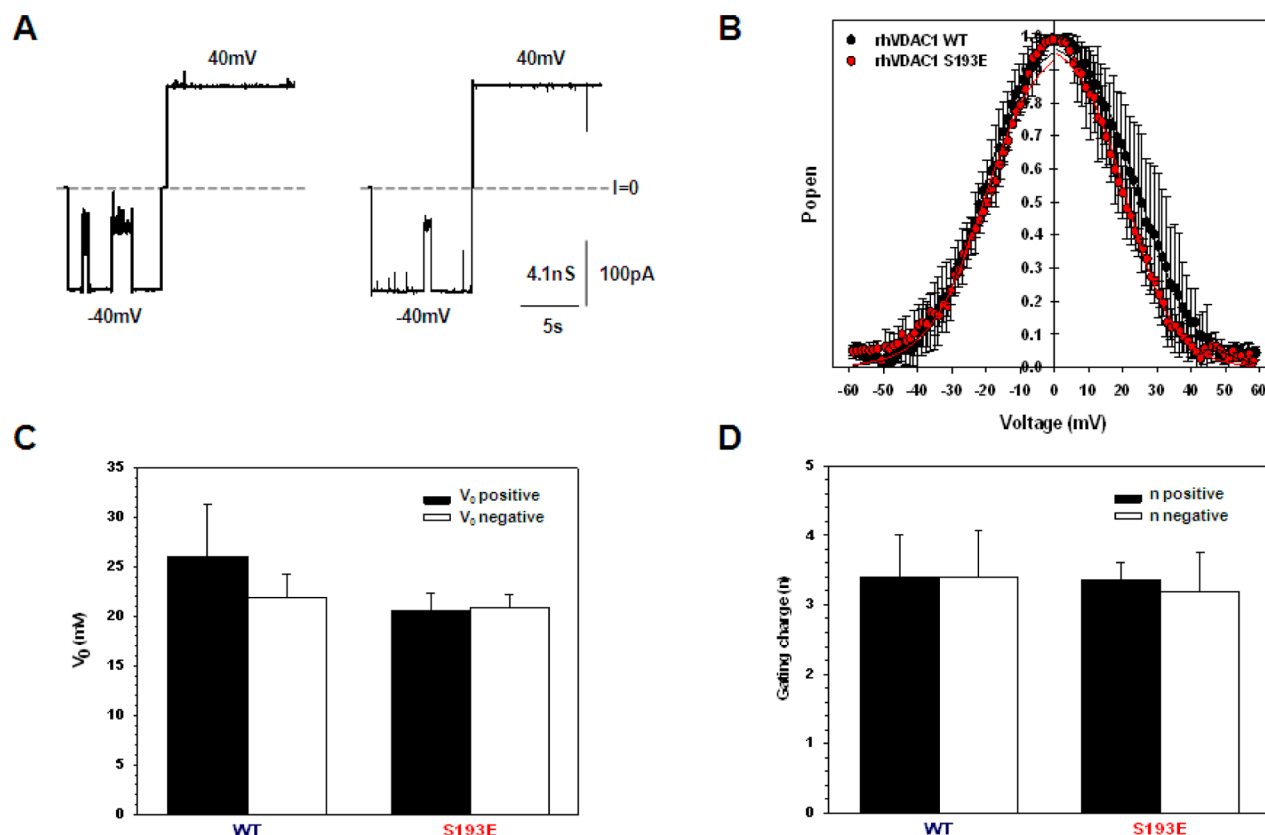 A
40mV
40mV
I=0
4.1nS
100pA
-40mV
-40mV
5s
B
rhVDAC1 WT
rhVDAC1 S193E
Popen
0.9
0.8
0.7
0.6
0.5
0.4
0.3
0.2
0.1
0.0
-60 -50 -40 -30 -20 -10 0 10 20 30 40 50 60
Voltage (mV)
C
35
30
25
20
15
10
5
0
V₀ (mV)
V₀ positive
V₀ negative
WT S193E
D
5
4
3
2
1
0
Gating charge (n)
n positive
n negative
WT S193E